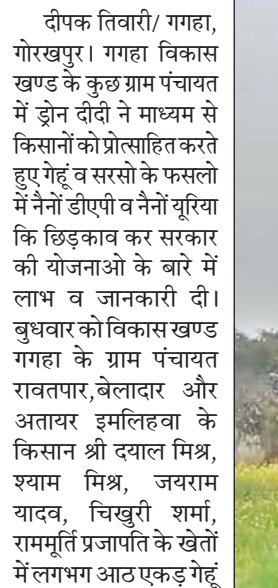 दीपक तिवारी/ गगहा,
गोरखपुर। गगहा विकास
खण्ड के कुछ ग्राम पंचायत
में ड्रोन दीदी ने माध्यम से
किसानों को प्रोत्साहित करते
हुए गेहूं व सरसो के फसलो
में नैनों डीएपी व नैनों यूरिया
कि छिड़काव कर सरकार
की योजनाओ के बारे में
लाभ व जानकारी दी।
बुधवार को विकास खण्ड
गगहा के ग्राम पंचायत
रावतपार,बेलादार और
अतायर इमलिहवा के
किसान श्री दयाल मिश्र,
श्याम मिश्र, जयराम
यादव, चिखुरी शर्मा,
राममूर्ति प्रजापति के खेतों
में लगभग आठ एकड़ गेहूं